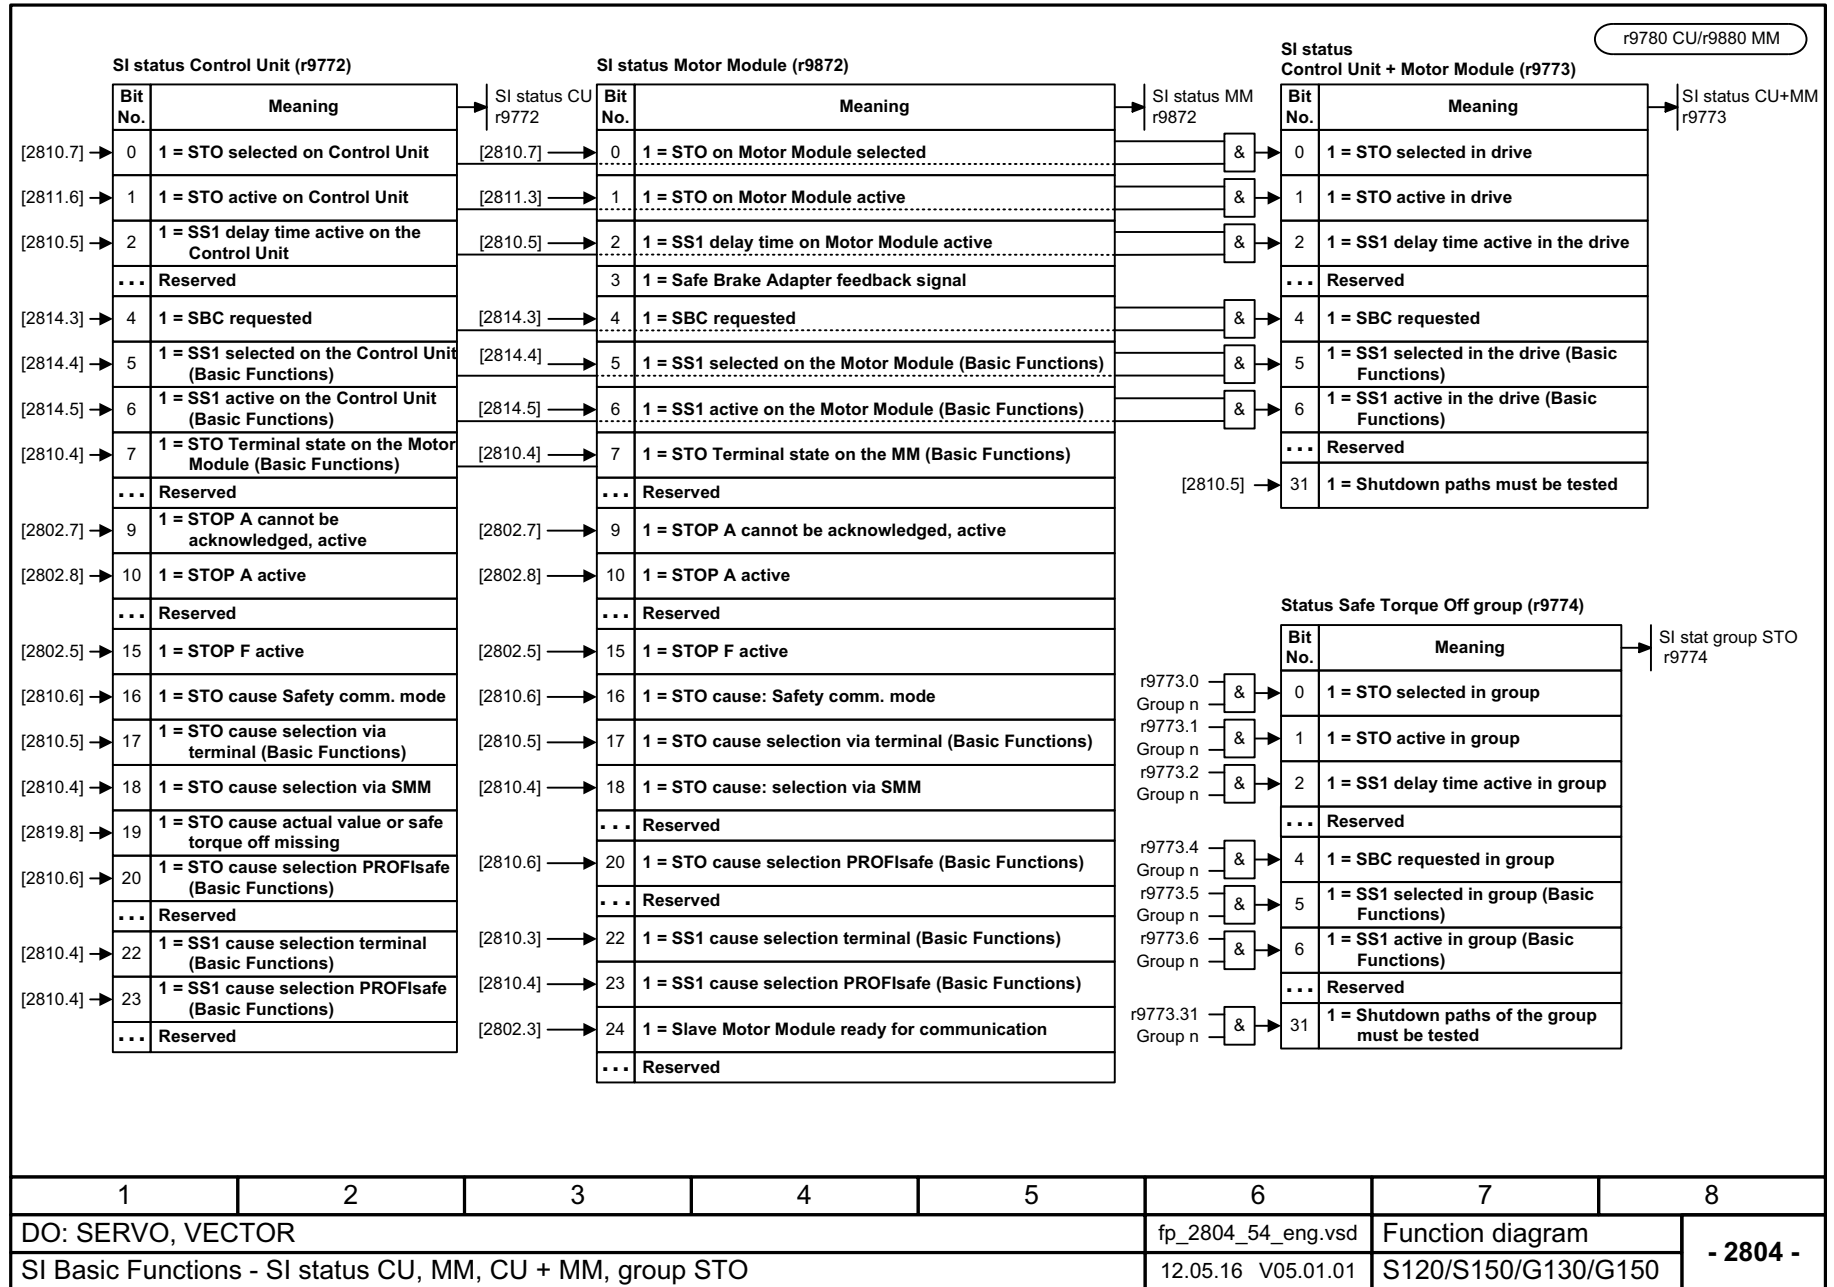 r9780 CU/r9880 MM
SI status Control Unit (r9772)
Bit No.
Meaning
SI status CU
r9772
[2810.7]
0
1 = STO selected on Control Unit
[2811.6]
1
1 = STO active on Control Unit
[2810.5]
2
1 = SS1 delay time active on the
Control Unit
... Reserved
[2814.3]
4
1 = SBC requested
[2814.4]
5
1 = SS1 selected on the Control Unit
(Basic Functions)
[2814.5]
6
1 = SS1 active on the Control Unit
(Basic Functions)
[2810.4]
7
1 = STO Terminal state on the Motor
Module (Basic Functions)
... Reserved
[2802.7]
9
1 = STOP A cannot be
acknowledged, active
[2802.8]
10
1 = STOP A active
... Reserved
[2802.5]
15
1 = STOP F active
[2810.6]
16
1 = STO cause Safety comm. mode
[2810.5]
17
1 = STO cause selection via
terminal (Basic Functions)
[2810.4]
18
1 = STO cause selection via SMM
[2819.8]
19
1 = STO cause actual value or safe
torque off missing
[2810.6]
20
1 = STO cause selection PROFIsafe
(Basic Functions)
... Reserved
[2810.4]
22
1 = SS1 cause selection terminal
(Basic Functions)
[2810.4]
23
1 = SS1 cause selection PROFIsafe
(Basic Functions)
... Reserved
SI status Motor Module (r9872)
Bit No.
Meaning
SI status MM
r9872
[2810.7]
0
1 = STO on Motor Module selected
[2811.3]
1
1 = STO on Motor Module active
[2810.5]
2
1 = SS1 delay time on Motor Module active
3
1 = Safe Brake Adapter feedback signal
[2814.3]
4
1 = SBC requested
[2814.4]
5
1 = SS1 selected on the Motor Module (Basic Functions)
[2814.5]
6
1 = SS1 active on the Motor Module (Basic Functions)
[2810.4]
7
1 = STO Terminal state on the MM (Basic Functions)
... Reserved
[2802.7]
9
1 = STOP A cannot be acknowledged, active
[2802.8]
10
1 = STOP A active
... Reserved
[2802.5]
15
1 = STOP F active
[2810.6]
16
1 = STO cause: Safety comm. mode
[2810.5]
17
1 = STO cause selection via terminal (Basic Functions)
[2810.4]
18
1 = STO cause: selection via SMM
... Reserved
[2810.6]
20
1 = STO cause selection PROFIsafe (Basic Functions)
... Reserved
[2810.3]
22
1 = SS1 cause selection terminal (Basic Functions)
[2810.4]
23
1 = SS1 cause selection PROFIsafe (Basic Functions)
[2802.3]
24
1 = Slave Motor Module ready for communication
... Reserved
SI status
Control Unit + Motor Module (r9773)
Bit No.
Meaning
SI status CU+MM
r9773
&
0
1 = STO selected in drive
&
1
1 = STO active in drive
&
2
1 = SS1 delay time active in the drive
... Reserved
&
4
1 = SBC requested
&
5
1 = SS1 selected in the drive (Basic
Functions)
&
6
1 = SS1 active in the drive (Basic
Functions)
... Reserved
[2810.5]
31
1 = Shutdown paths must be tested
Status Safe Torque Off group (r9774)
Bit No.
Meaning
SI stat group STO
r9774
r9773.0
Group n
&
0
1 = STO selected in group
r9773.1
Group n
&
1
1 = STO active in group
r9773.2
Group n
&
2
1 = SS1 delay time active in group
... Reserved
r9773.4
Group n
&
4
1 = SBC requested in group
r9773.5
Group n
&
5
1 = SS1 selected in group (Basic
Functions)
r9773.6
Group n
&
6
1 = SS1 active in group (Basic
Functions)
... Reserved
r9773.31
Group n
&
31
1 = Shutdown paths of the group
must be tested
1 2 3 4 5 6 7 8
DO: SERVO, VECTOR
fp_2804_54_eng.vsd
Function diagram
- 2804 -
SI Basic Functions - SI status CU, MM, CU + MM, group STO
12.05.16 V05.01.01
S120/S150/G130/G150